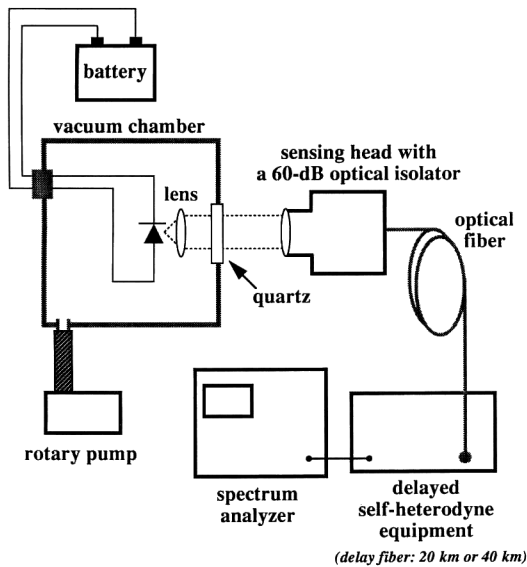 battery
vacuum chamber
lens
quartz
sensing head with
a 60-dB optical isolator
optical
fiber
rotary pump
spectrum
analyzer
delayed
self-heterodyne
equipment
(delay fiber: 20 km or 40 km)